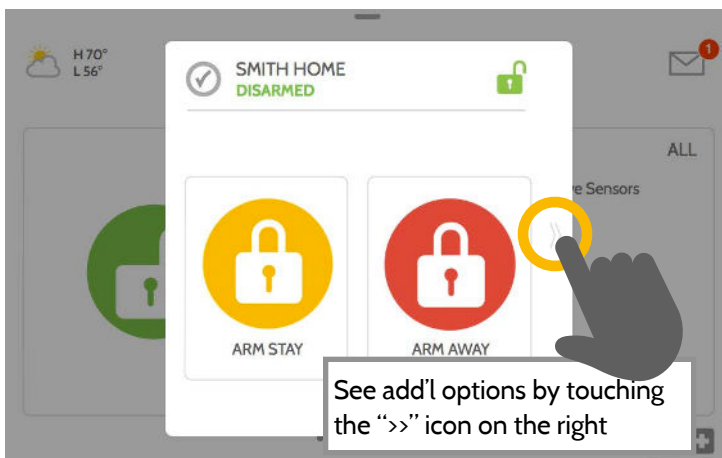 H 70°
L 56°
1
SMITH HOME
DISARMED
ALL
e Sensors
ARM STAY
ARM AWAY
See add’l options by touching
the “>>” icon on the right